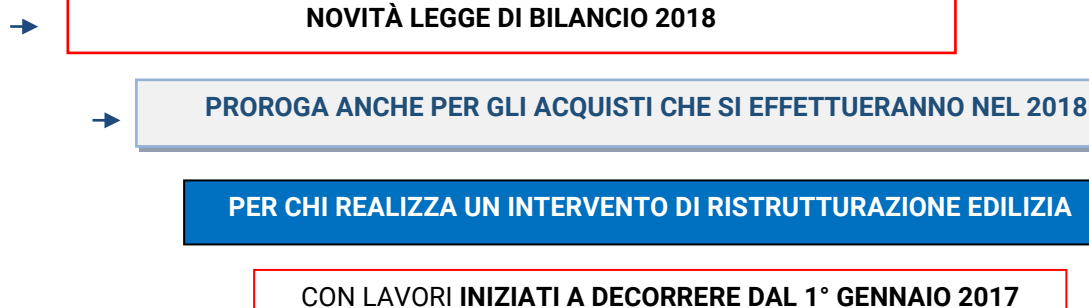 NOVITÀ LEGGE DI BILANCIO 2018
PROROGA ANCHE PER GLI ACQUISTI CHE SI EFFETTUERANNO NEL 2018
PER CHI REALIZZA UN INTERVENTO DI RISTRUTTURAZIONE EDILIZIA
CON LAVORI INIZIATI A DECORRERE DAL 1° GENNAIO 2017